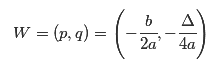 W = (p, q) = (-b/2a, -Δ/4a)